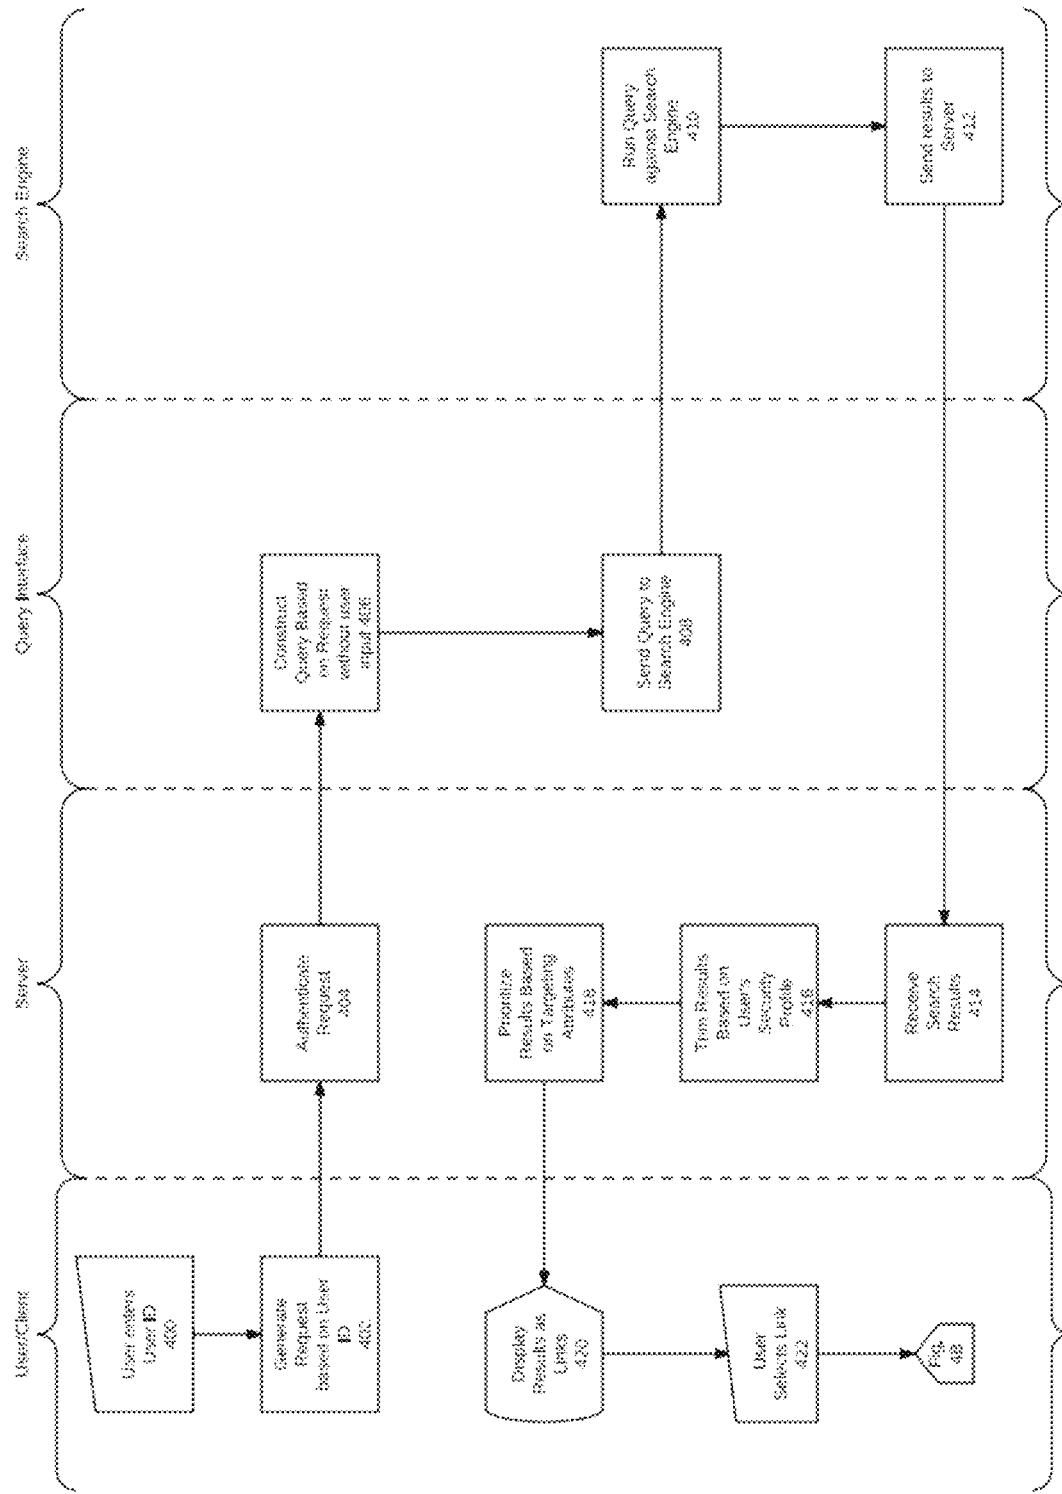 User/Client
Server
Query Interface
Search Engine
User enters
User ID
400
Generate
Request
based on User
ID
402
Authenticate
Request
404
Construct
Query Based
on Request
without user
input 406
Send Query to
Search Engine
408
Run Query
against Search
Engine
410
Send results to
Server
412
Receive
Search
Results
414
Trim Results
Based on
User's
Security
Profile
416
Prioritize
Results Based
on Targeting
Attributes
418
Display
Results as
Links
420
User
Selects Link
422
Fig.
4B